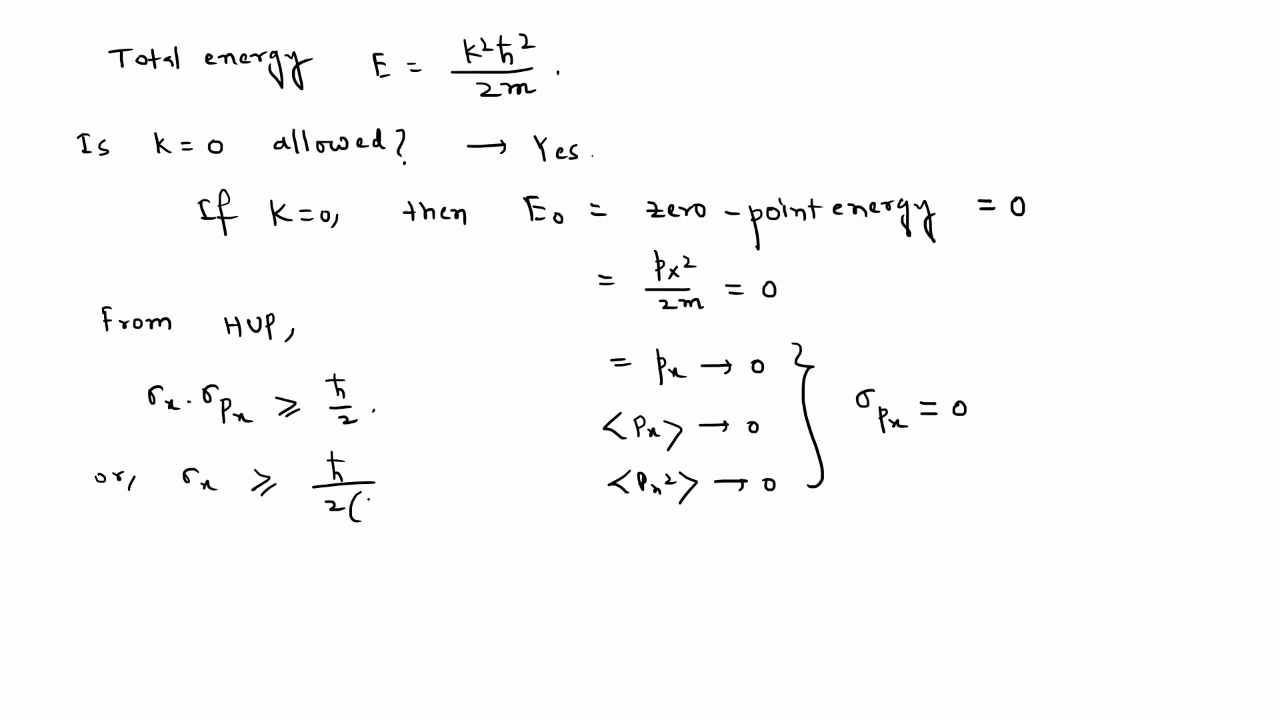 Total energy E = k²ħ²/2m .
Is k = 0 allowed? → Yes.
If k=0, then E₀ = zero-point energy = 0
= pₓ²/2m = 0
From HUP,
= pₓ → 0
σₓ . σₚₓ ⩾ ħ/2 .
<pₓ> → 0 } σₚₓ = 0
or, σₓ ⩾ ħ/2(.
<pₓ²> → 0